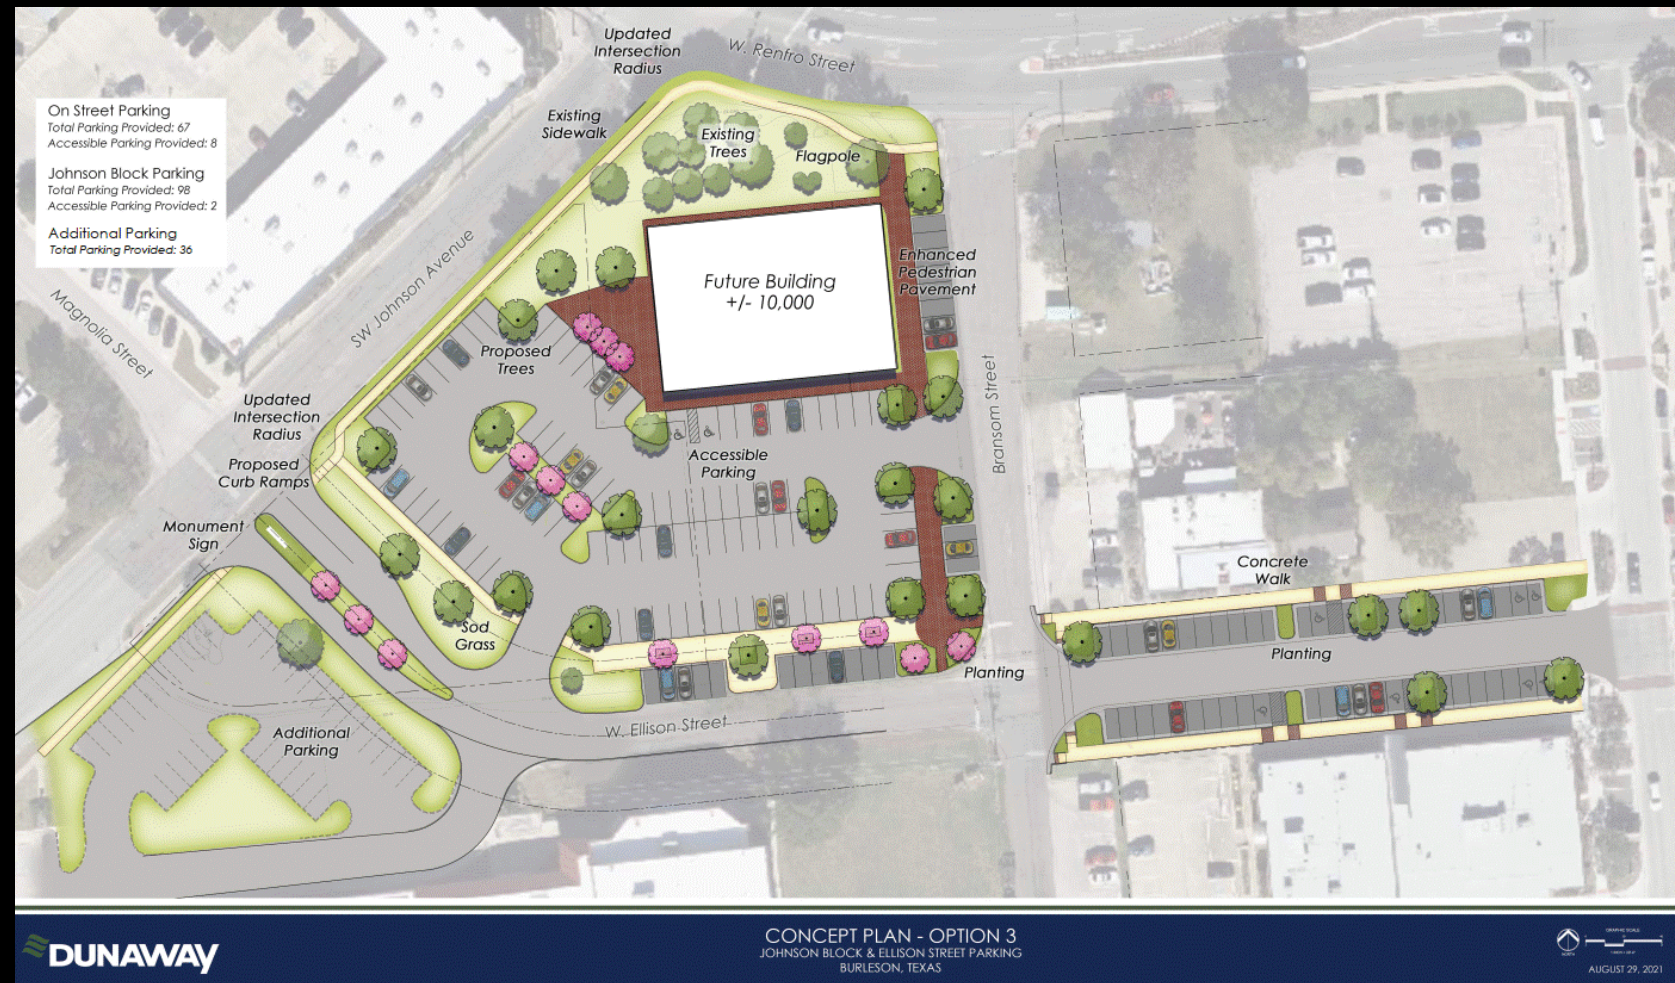 On Street Parking
Total Parking Provided: 67
Accessible Parking Provided: 8
Johnson Block Parking
Total Parking Provided: 98
Accessible Parking Provided: 2
Additional Parking
Total Parking Provided: 36
Updated
Intersection
Radius
W. Renfro Street
Existing
Sidewalk
Existing
Trees
Flagpole
SW Johnson Avenue
Magnolia Street
Future Building
+/- 10,000
Enhanced
Pedestrian
Pavement
Proposed
Trees
Bransom Street
Updated
Intersection
Radius
Proposed
Curb Ramps
Accessible
Parking
Monument
Sign
Concrete
Walk
Sod
Grass
Planting
Planting
Additional
Parking
W. Ellison Street
DUNAWAY
CONCEPT PLAN - OPTION 3
JOHNSON BLOCK & ELLISON STREET PARKING
BURLESON, TEXAS
NORTH
GRAPHIC SCALE
AUGUST 29, 2021